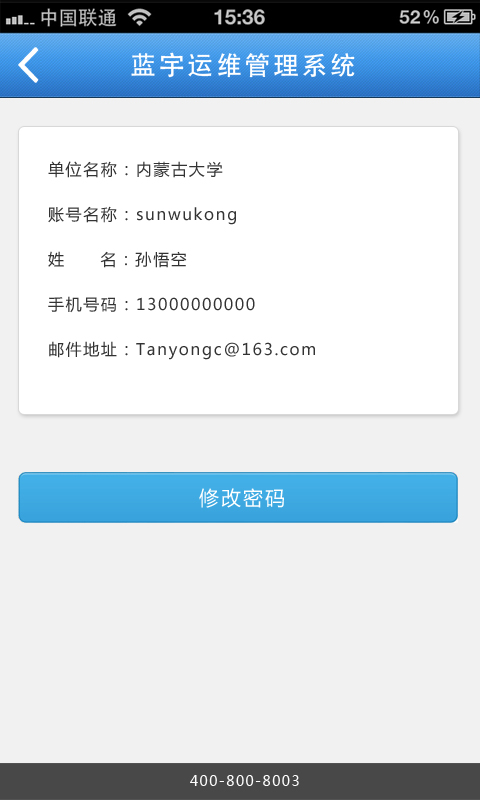 中国联通 15:36 52%
蓝宇运维管理系统
单位名称：内蒙古大学
账号名称：sunwukong
姓　　名：孙悟空
手机号码：13000000000
邮件地址：Tanyongc@163.com
修改密码
400-800-8003